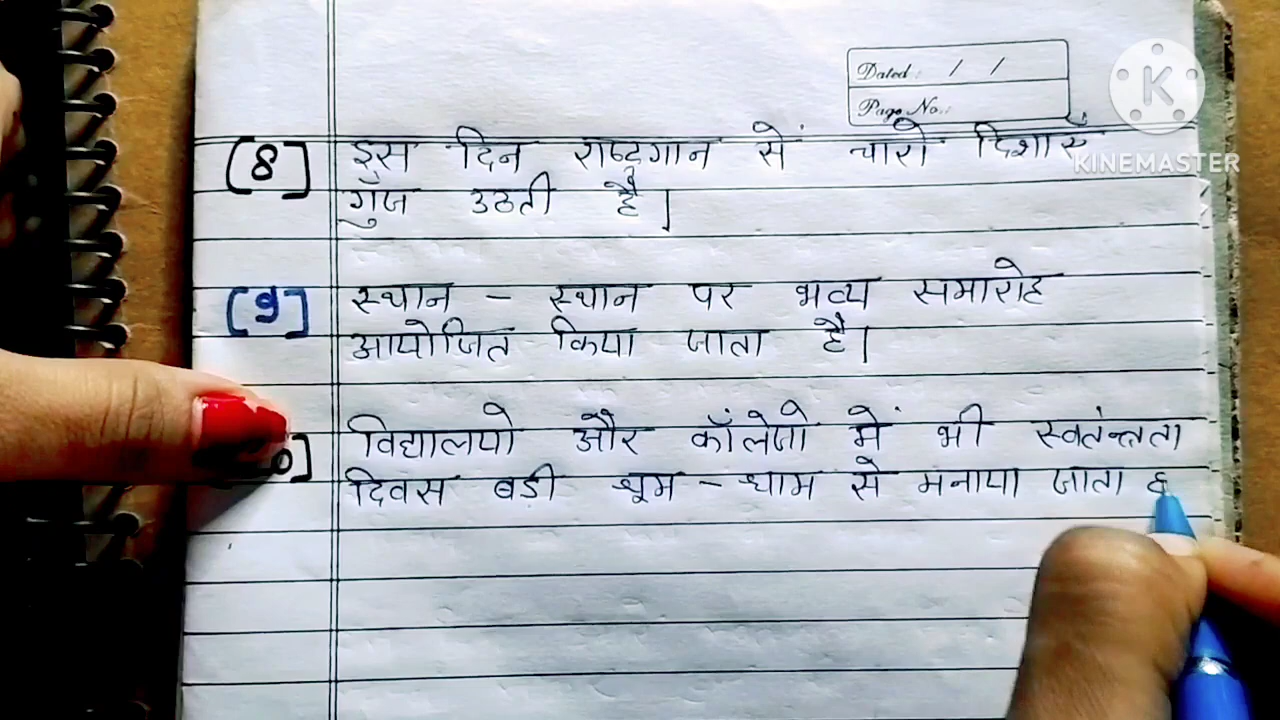 Dated: / /
Page No.:
KINEMASTER
[8] इस दिन राष्ट्रगान सें चारो दिशाएँ
गुँज उठती है।
[9] स्थान - स्थान पर भव्य समारोह
आयोजित किया जाता है।
0] विद्यालयो और कॉलेजो में भी स्वतंन्त्रता
दिवस बडी धूम - धाम से मनाया जाता